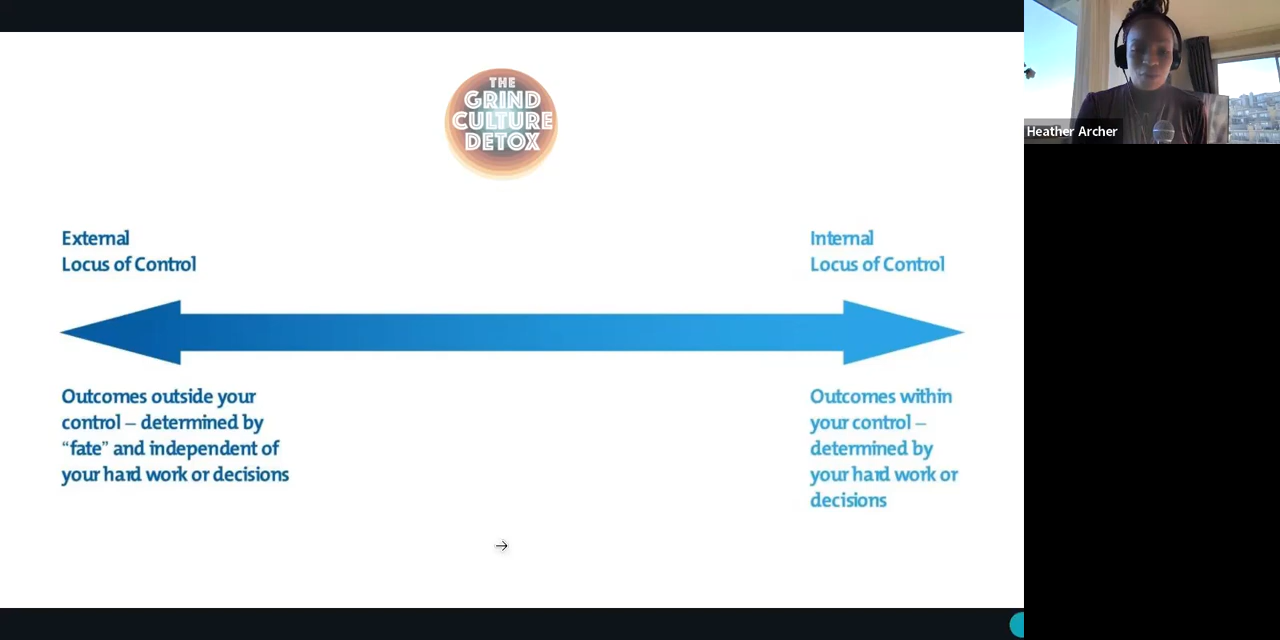 THE
GRIND
CULTURE
DETOX
External
Locus of Control
Internal
Locus of Control
Outcomes outside your
control – determined by
“fate” and independent of
your hard work or decisions
Outcomes within
your control –
determined by
your hard work or
decisions
Heather Archer